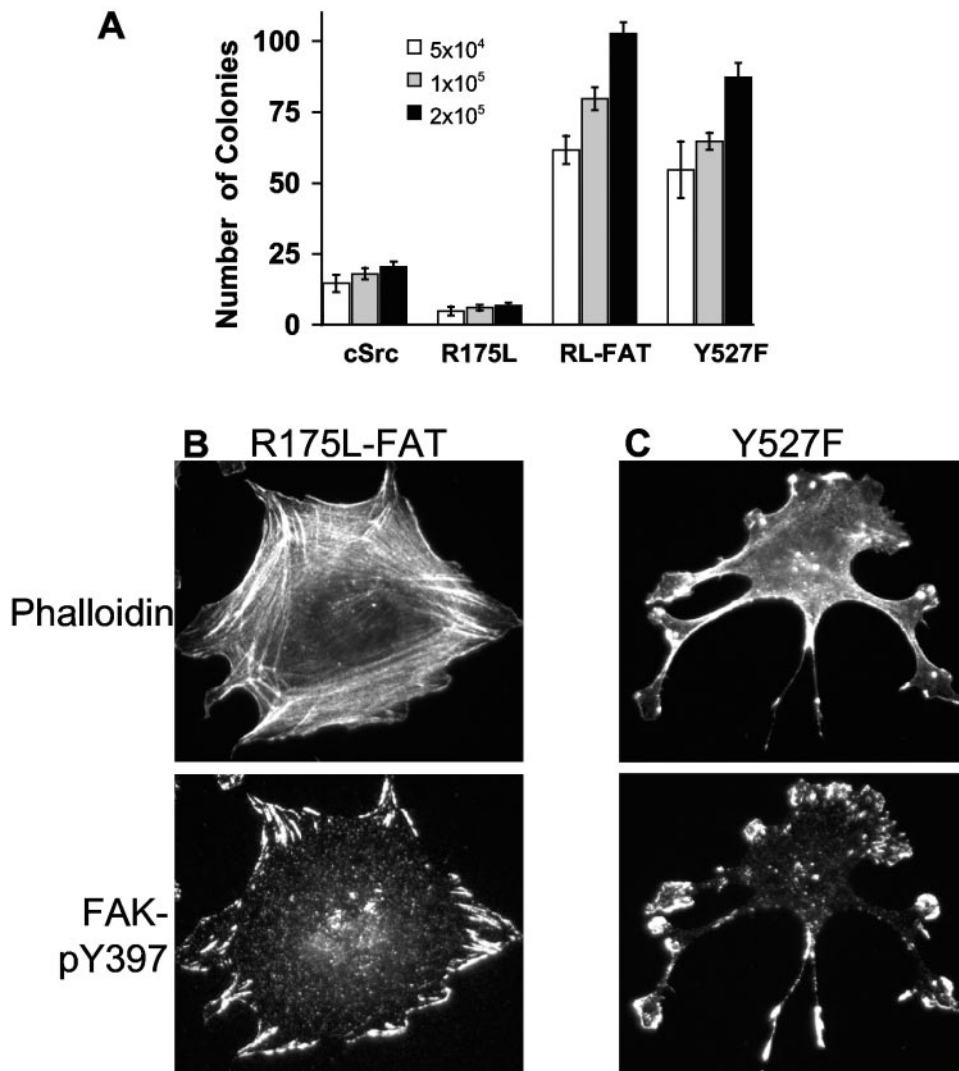 A
Number of Colonies
100
75
50
25
0
5x10⁴
1x10⁵
2x10⁵
cSrc R175L RL-FAT Y527F
B R175L-FAT
C Y527F
Phalloidin
FAK-
pY397